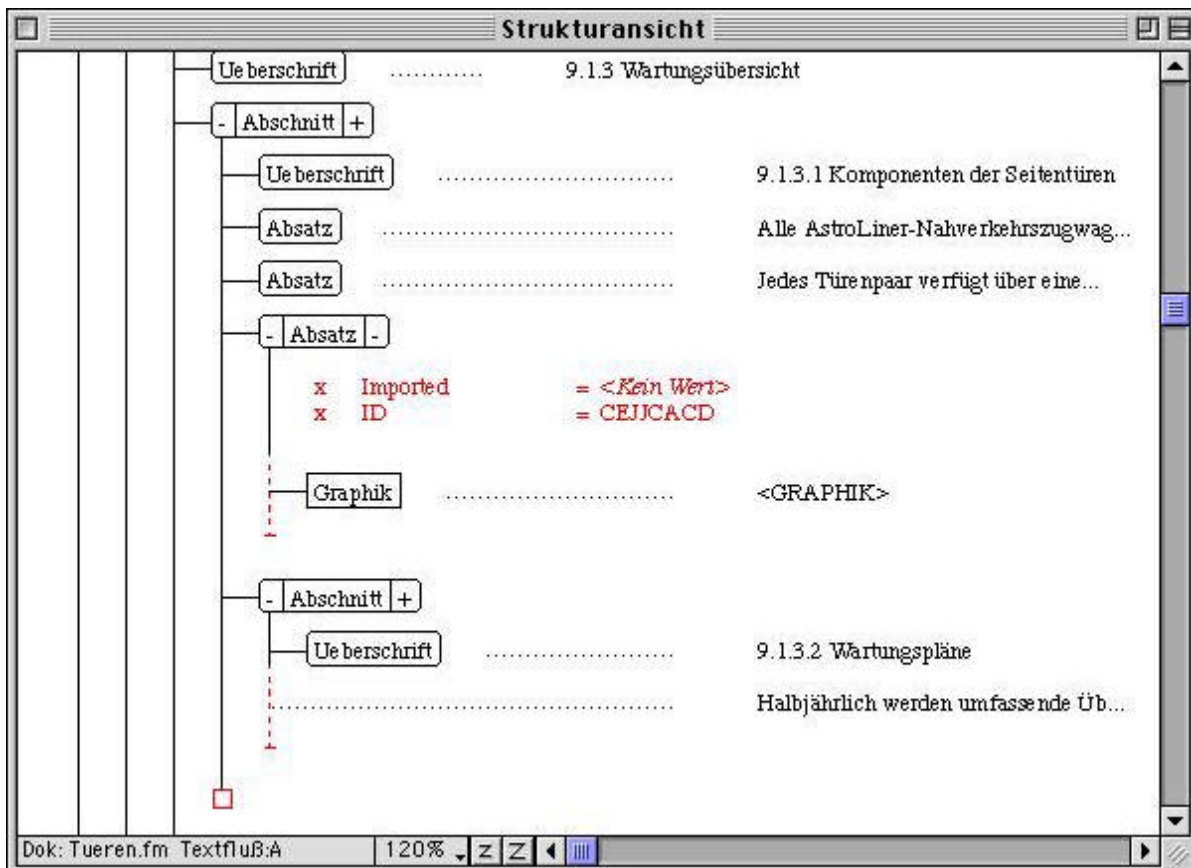 Strukturansicht
Ueberschrift ............ 9.1.3 Wartungsübersicht
- Abschnitt +
Ueberschrift .............................. 9.1.3.1 Komponenten der Seitentüren
Absatz ...................................... Alle AstroLiner-Nahverkehrszugwag...
Absatz ...................................... Jedes Türenpaar verfügt über eine...
- Absatz -
x Imported = <Kein Wert>
x ID = CEJJCACD
Graphik ............................. <GRAPHIK>
- Abschnitt +
Ueberschrift ........................ 9.1.3.2 Wartungspläne
.................................................... Halbjährlich werden umfassende Üb...
Dok: Tueren.fm Textfluß:A 120% Z Z